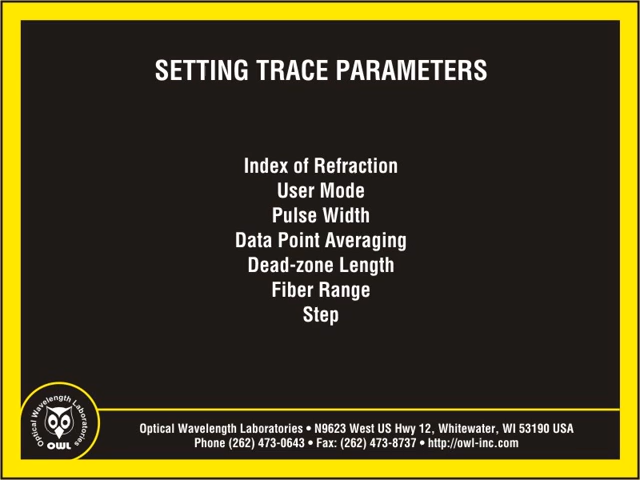 SETTING TRACE PARAMETERS
Index of Refraction
User Mode
Pulse Width
Data Point Averaging
Dead-zone Length
Fiber Range
Step
Optical Wavelength Laboratories
OWL
Optical Wavelength Laboratories • N9623 West US Hwy 12, Whitewater, WI 53190 USA
Phone (262) 473-0643 • Fax: (262) 473-8737 • http://owl-inc.com